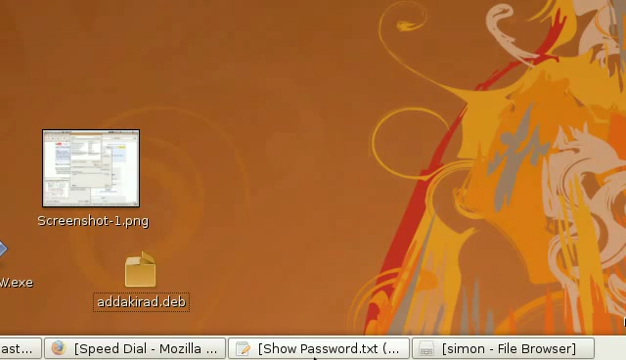 Screenshot-1.png
W.exe
addakirad.deb
ast...
[Speed Dial - Mozilla ...
[Show Password.txt (...
[simon - File Browser]